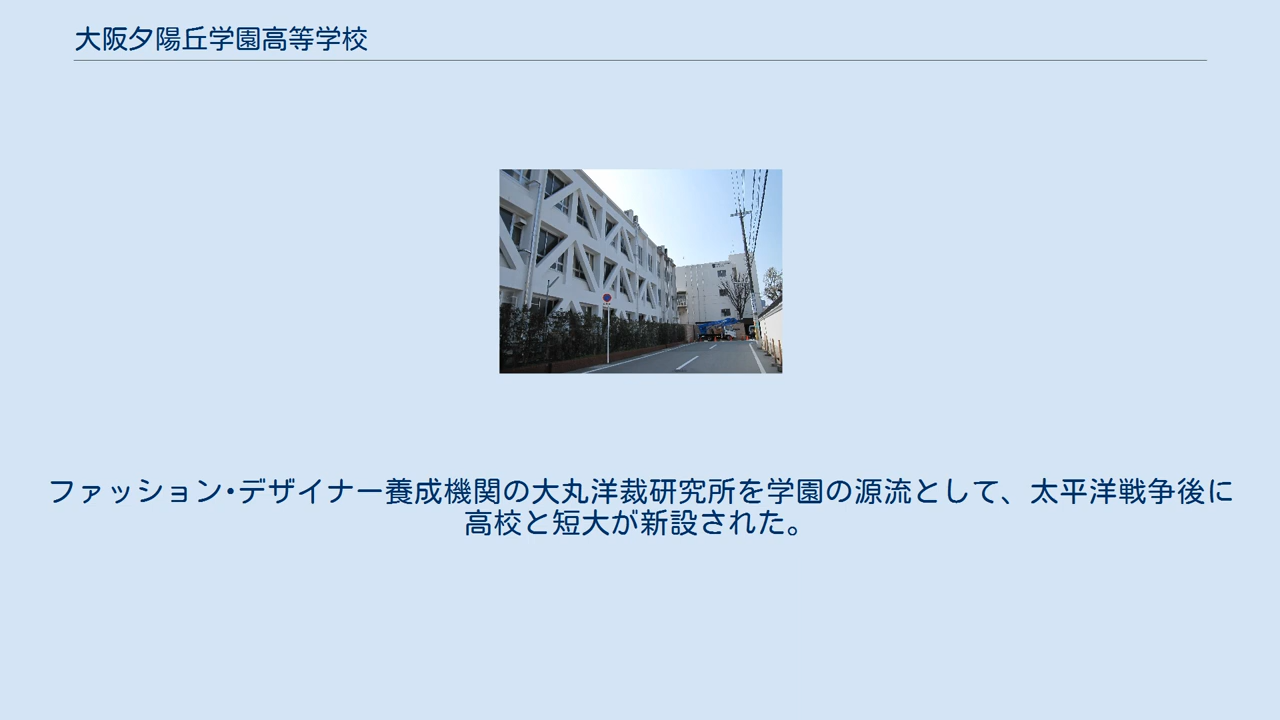 大阪夕陽丘学園高等学校
ファッション・デザイナー養成機関の大丸洋裁研究所を学園の源流として、太平洋戦争後に
高校と短大が新設された。